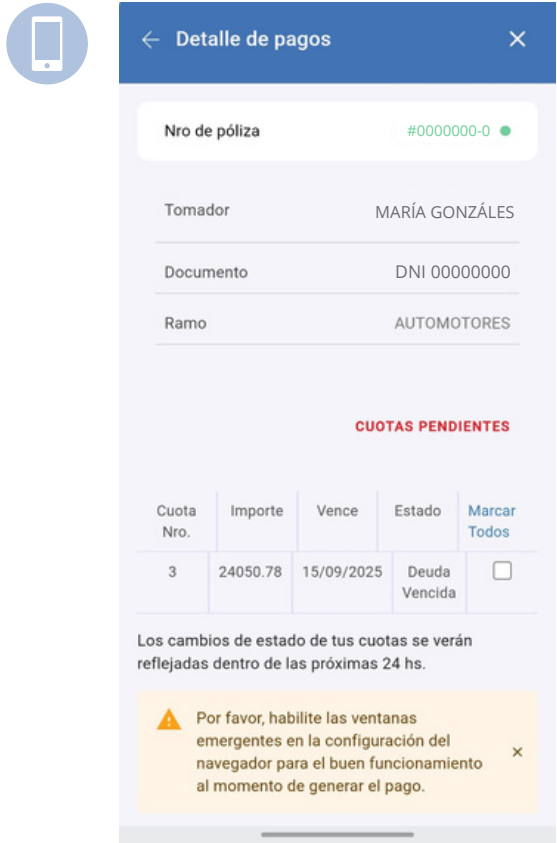 Detalle de pagos
Nro de póliza #0000000-0
Tomador MARÍA GONZÁLES
Documento DNI 00000000
Ramo AUTOMOTORES
CUOTAS PENDIENTES
Cuota Importe Vence Estado Marcar
Nro. Todos
3 24050.78 15/09/2025 Deuda
Vencida
Los cambios de estado de tus cuotas se verán
reflejadas dentro de las próximas 24 hs.
Por favor, habilite las ventanas
emergentes en la configuración del
navegador para el buen funcionamiento
al momento de generar el pago.